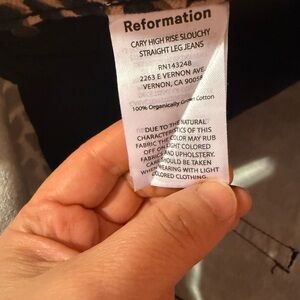 Reformation
CARY HIGH RISE SLOUCHY
STRAIGHT LEG JEANS
RN143248
2263 E VERNON AVE
VERNON, CA 90058
100% Organically Grown Cotton
DUE TO THE NATURAL
CHARACTERISTICS OF THIS
FABRIC THE COLOR MAY RUB
OFF ON LIGHT COLORED
FABRICS AND UPHOLSTERY.
CARE SHOULD BE TAKEN
WHEN WEARING WITH LIGHT
COLORED CLOTHING.